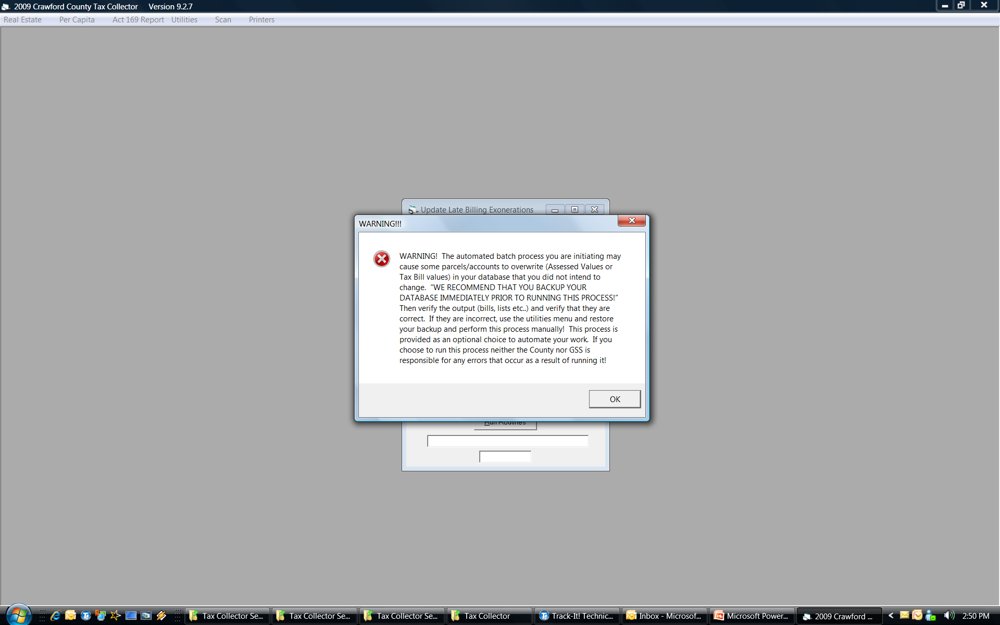 2009 Crawford County Tax Collector Version 9.2.7
Real Estate Per Capita Act 169 Report Utilities Scan Printers
Update Late Billing Exonerations
WARNING!!!
WARNING! The automated batch process you are initiating may
cause some parcels/accounts to overwrite (Assessed Values or
Tax Bill values) in your database that you did not intend to
change. "WE RECOMMEND THAT YOU BACKUP YOUR
DATABASE IMMEDIATELY PRIOR TO RUNNING THIS PROCESS!"
Then verify the output (bills, lists etc..) and verify that they are
correct. If they are incorrect, use the utilities menu and restore
your backup and perform this process manually! This process is
provided as an optional choice to automate your work. If you
choose to run this process neither the County nor GSS is
responsible for any errors that occur as a result of running it!
OK
Run Routines
Tax Collector Se... Tax Collector Se... Tax Collector Se... Tax Collector Track-It! Technic... Inbox - Microsof... Microsoft Power... 2009 Crawford ... 2:50 PM